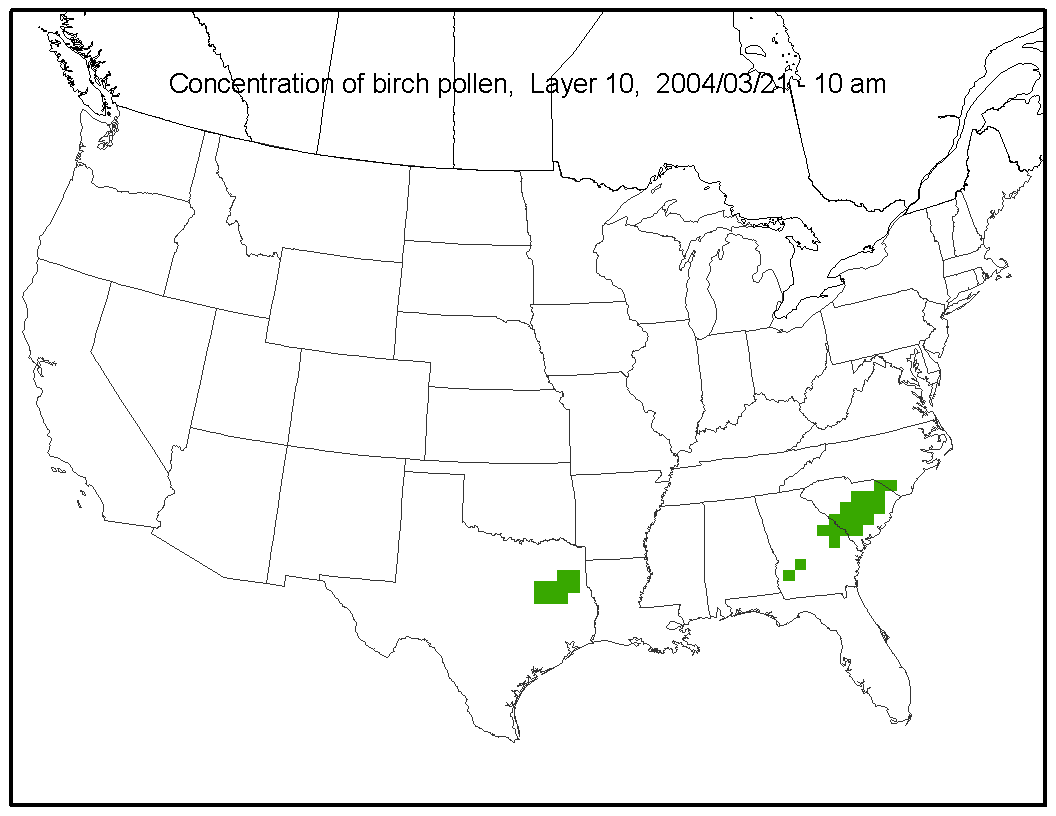 Concentration of birch pollen, Layer 10, 2004/03/21 - 10 am